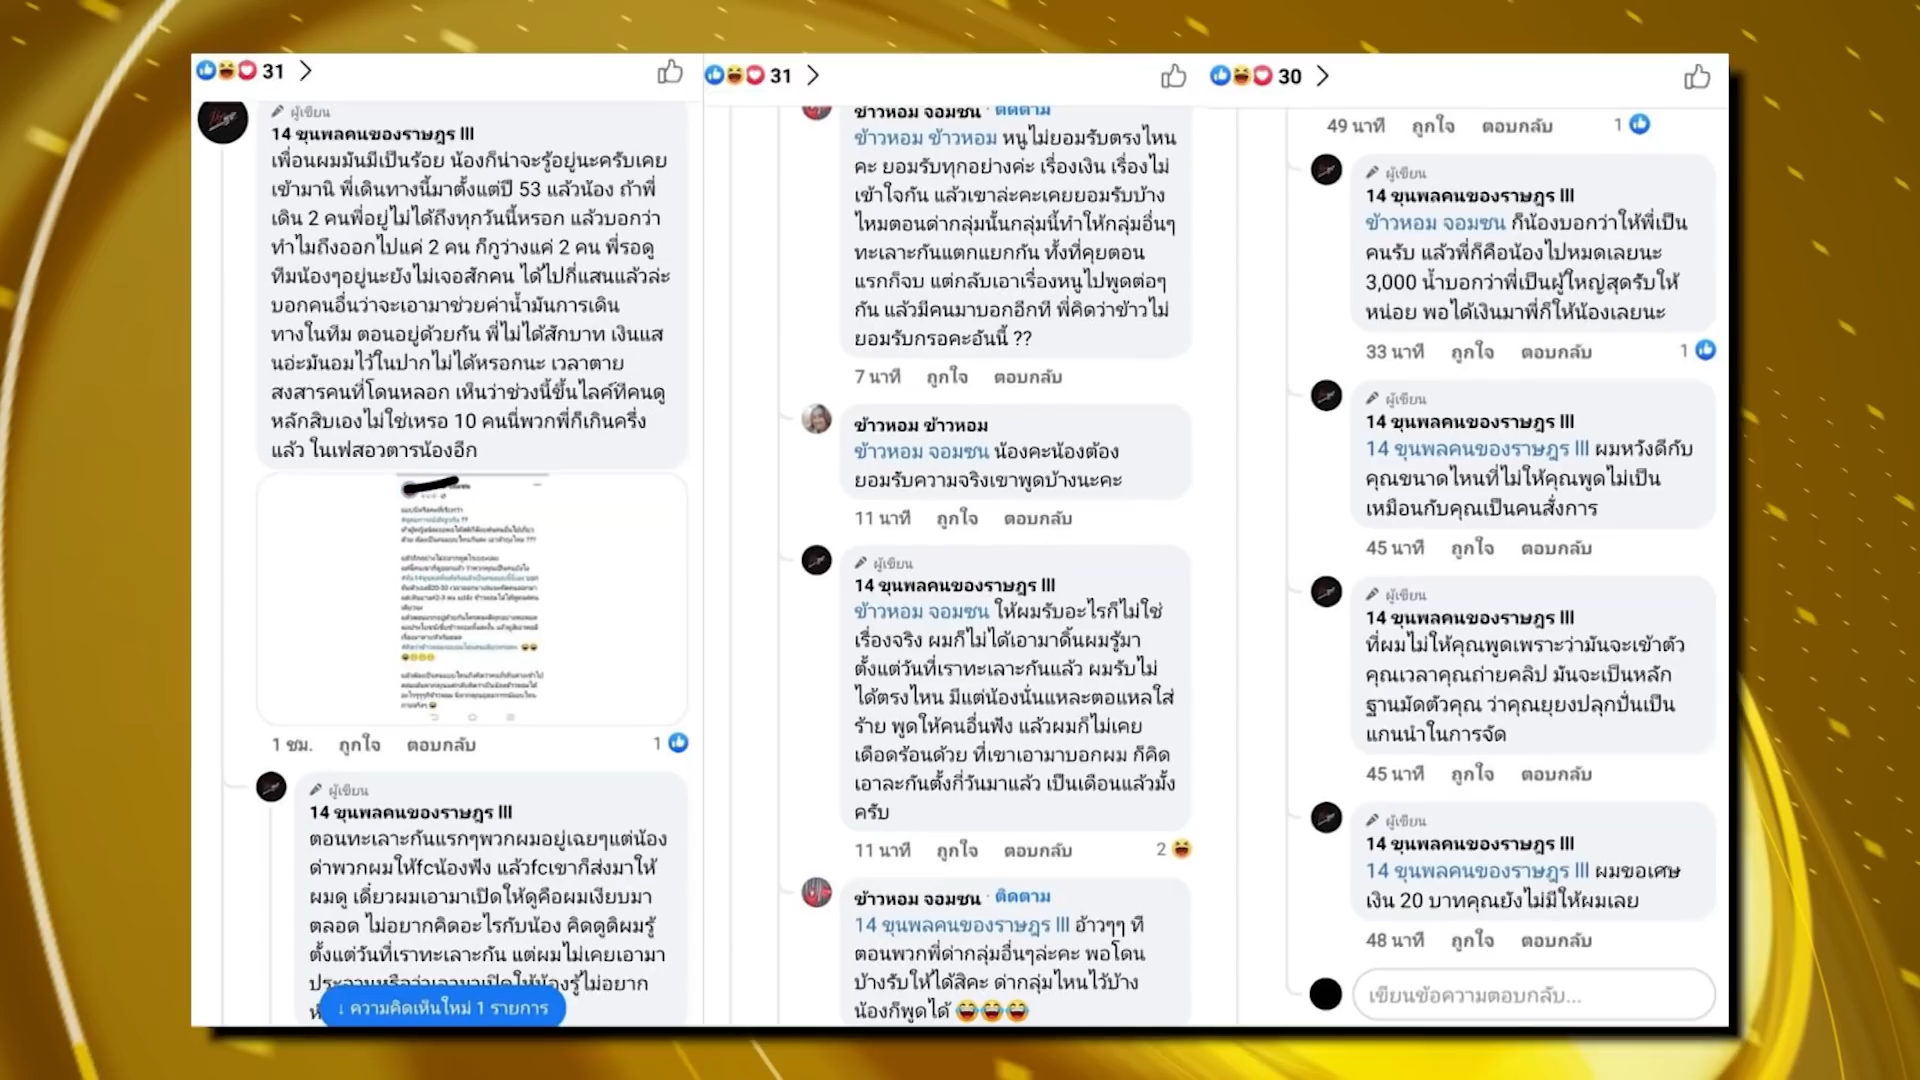 31
ผู้เขียน
14 ขุนพลคนของราษฎร lll
เพื่อนผมมันมีเป็นร้อย น้องก็น่าจะรู้อยู่นะครับเคย
เข้ามานิ พี่เดินทางนี้มาตั้งแต่ปี 53 แล้วน้อง ถ้าพี่
เดิน 2 คนพี่อยู่ไม่ได้ถึงทุกวันนี้หรอก แล้วบอกว่า
ทำไมถึงออกไปแค่ 2 คน ก็กูว่างแค่ 2 คน พี่รอดู
ทีมน้องๆอยู่นะยังไม่เจอสักคน ได้ไปกี่แสนแล้วล่ะ
บอกคนอื่นว่าจะเอามาช่วยค่าน้ำมันการเดิน
ทางในทีม ตอนอยู่ด้วยกัน พี่ไม่ได้สักบาท เงินแส
นอ่ะมันอมไว้ในปากไม่ได้หรอกนะ เวลาตาย
สงสารคนที่โดนหลอก เห็นว่าช่วงนี้ขึ้นไลค์ทีคนดู
หลักสิบเองไม่ใช่เหรอ 10 คนนี่พวกพี่ก็เกินครึ่ง
แล้ว ในเฟสอวตารน้องอีก
1 ชม. ถูกใจ ตอบกลับ 1
ผู้เขียน
14 ขุนพลคนของราษฎร lll
ตอนทะเลาะกันแรกๆพวกผมอยู่เฉยๆแต่น้อง
ด่าพวกผมให้fcน้องฟัง แล้วfcเขาก็ส่งมาให้
ผมดู เดี๋ยวผมเอามาเปิดให้ดูคือผมเงียบมา
ตลอด ไม่อยากคิดอะไรกับน้อง คิดดูดิผมรู้
ตั้งแต่วันที่เราทะเลาะกัน แต่ผมไม่เคยเอามา
ประจานหรือว่าเอามาเปิดให้น้องรู้ไม่อยาก
↓ ความคิดเห็นใหม่ 1 รายการ
31
ข้าวหอม จอมซน · ติดตาม
ข้าวหอม ข้าวหอม หนูไม่ยอมรับตรงไหน
คะ ยอมรับทุกอย่างค่ะ เรื่องเงิน เรื่องไม่
เข้าใจกัน แล้วเขาล่ะคะเคยยอมรับบ้าง
ไหมตอนด่ากลุ่มนั้นกลุ่มนี้ทำให้กลุ่มอื่นๆ
ทะเลาะกันแตกแยกกัน ทั้งที่คุยตอน
แรกก็จบ แต่กลับเอาเรื่องหนูไปพูดต่อๆ
กัน แล้วมีคนมาบอกอีกที พี่คิดว่าข้าวไม่
ยอมรับกรอคะอันนี้ ??
7 นาที ถูกใจ ตอบกลับ
ข้าวหอม ข้าวหอม
ข้าวหอม จอมซน น้องคะน้องต้อง
ยอมรับความจริงเขาพูดบ้างนะคะ
11 นาที ถูกใจ ตอบกลับ
ผู้เขียน
14 ขุนพลคนของราษฎร lll
ข้าวหอม จอมซน ให้ผมรับอะไรก็ไม่ใช่
เรื่องจริง ผมก็ไม่ได้เอามาดิ้นผมรู้มา
ตั้งแต่วันที่เราทะเลาะกันแล้ว ผมรับไม่
ได้ตรงไหน มีแต่น้องนั่นแหละตอแหลใส่
ร้าย พูดให้คนอื่นฟัง แล้วผมก็ไม่เคย
เดือดร้อนด้วย ที่เขาเอามาบอกผม ก็คิด
เอาละกันตั้งกี่วันมาแล้ว เป็นเดือนแล้วมั้ง
ครับ
11 นาที ถูกใจ ตอบกลับ 2
ข้าวหอม จอมซน · ติดตาม
14 ขุนพลคนของราษฎร lll อ้าวๆๆ ที
ตอนพวกพี่ด่ากลุ่มอื่นๆล่ะคะ พอโดน
บ้างรับให้ได้สิคะ ด่ากลุ่มไหนไว้บ้าง
น้องก็พูดได้ 😂😂😂
30
49 นาที ถูกใจ ตอบกลับ 1
ผู้เขียน
14 ขุนพลคนของราษฎร lll
ข้าวหอม จอมซน ก็น้องบอกว่าให้พี่เป็น
คนรับ แล้วพี่ก็คือน้องไปหมดเลยนะ
3,000 น้ำบอกว่าพี่เป็นผู้ใหญ่สุดรับให้
หน่อย พอได้เงินมาพี่ก็ให้น้องเลยนะ
33 นาที ถูกใจ ตอบกลับ 1
ผู้เขียน
14 ขุนพลคนของราษฎร lll
14 ขุนพลคนของราษฎร lll ผมหวังดีกับ
คุณขนาดไหนที่ไม่ให้คุณพูดไม่เป็น
เหมือนกับคุณเป็นคนสั่งการ
45 นาที ถูกใจ ตอบกลับ
ผู้เขียน
14 ขุนพลคนของราษฎร lll
ที่ผมไม่ให้คุณพูดเพราะว่ามันจะเข้าตัว
คุณเวลาคุณถ่ายคลิป มันจะเป็นหลัก
ฐานมัดตัวคุณ ว่าคุณยุยงปลุกปั่นเป็น
แกนนำในการจัด
45 นาที ถูกใจ ตอบกลับ
ผู้เขียน
14 ขุนพลคนของราษฎร lll
14 ขุนพลคนของราษฎร lll ผมขอเศษ
เงิน 20 บาทคุณยังไม่มีให้ผมเลย
48 นาที ถูกใจ ตอบกลับ
เขียนข้อความตอบกลับ...